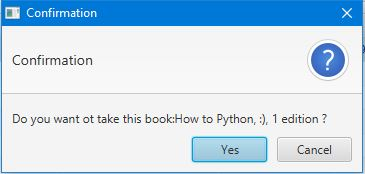 Confirmation
Confirmation
?
Do you want ot take this book:How to Python, :), 1 edition ?
Yes
Cancel